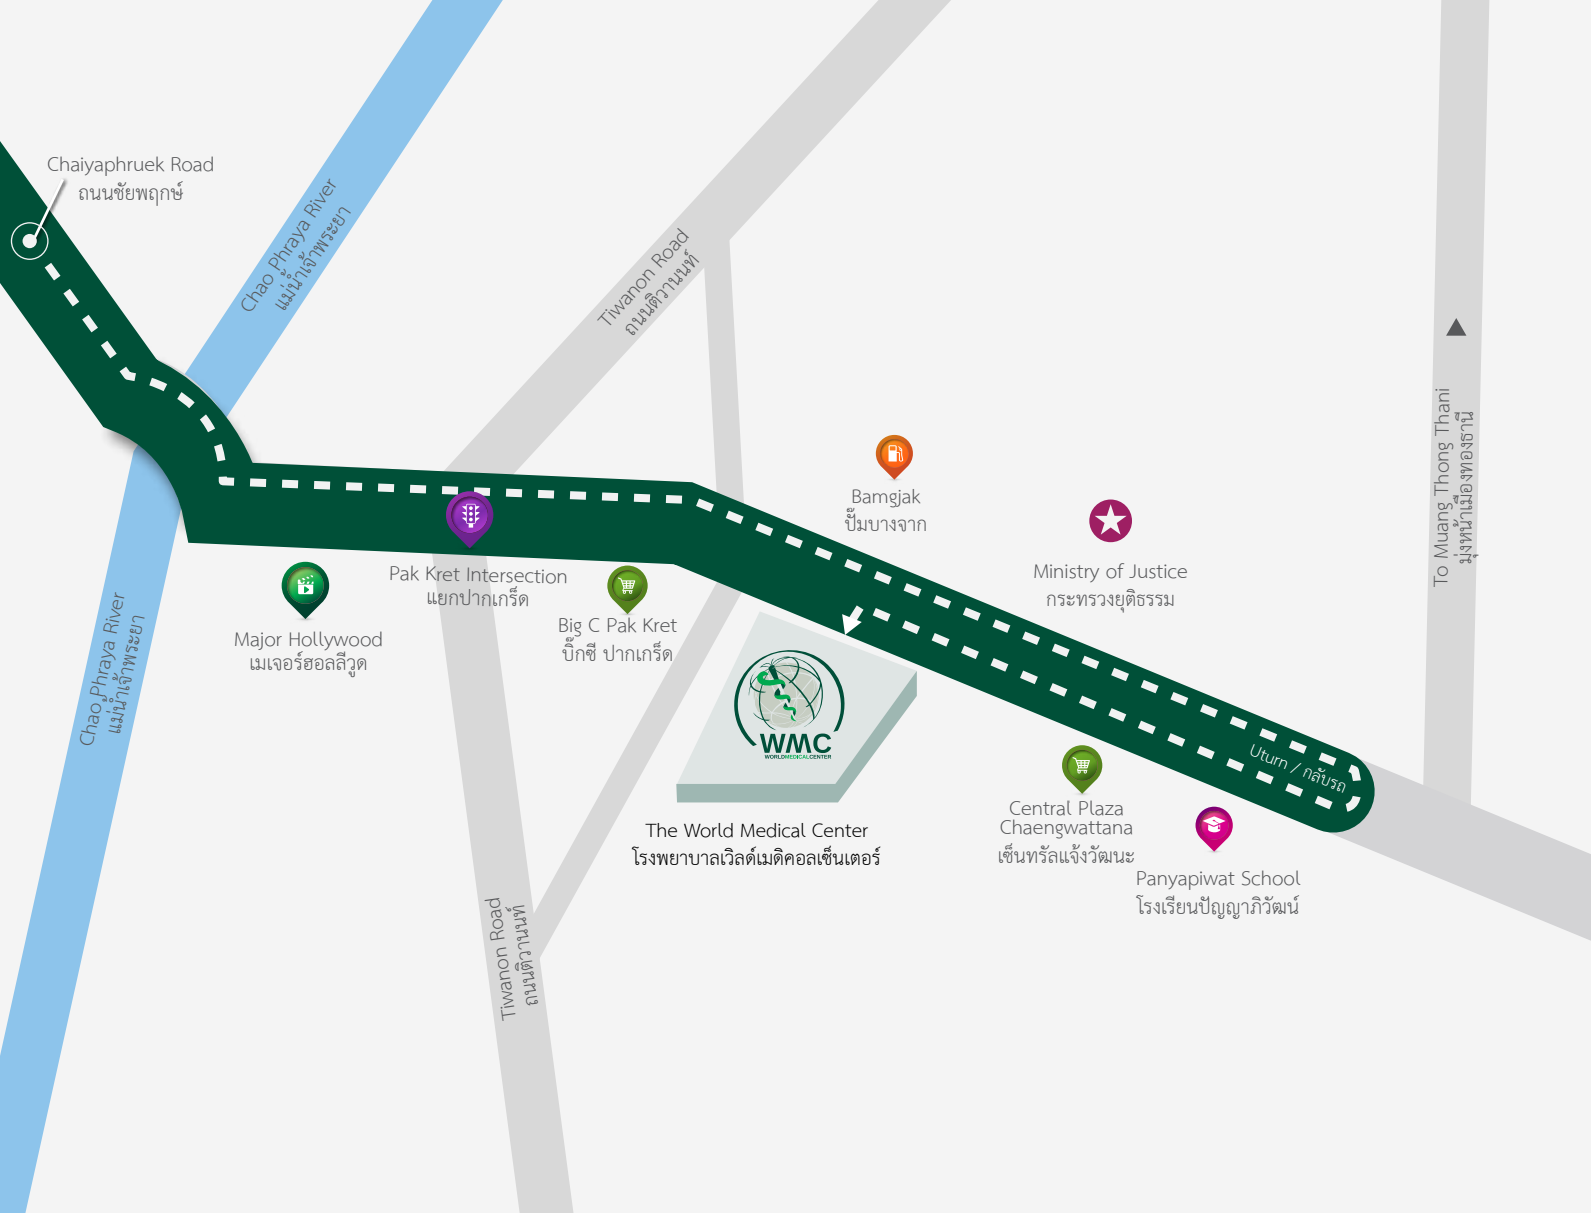 Chaiyaphruek Road
ถนนชัยพฤกษ์
Chao Phraya River
แม่น้ำเจ้าพระยา
Tiwanon Road
ถนนติวานนท์
To Muang Thong Thani
มุ่งหน้าเมืองทองธานี
Bamgjak
ปั๊มบางจาก
Ministry of Justice
กระทรวงยุติธรรม
Pak Kret Intersection
แยกปากเกร็ด
Major Hollywood
เมเจอร์ฮอลลีวูด
Big C Pak Kret
บิ๊กซี ปากเกร็ด
Chao Phraya River
แม่น้ำเจ้าพระยา
WMC
WORLDMEDICALCENTER
The World Medical Center
โรงพยาบาลเวิลด์เมดิคอลเซ็นเตอร์
Uturn / กลับรถ
Central Plaza
Chaengwattana
เซ็นทรัลแจ้งวัฒนะ
Panyapiwat School
โรงเรียนปัญญาภิวัฒน์
Tiwanon Road
ถนนติวานนท์